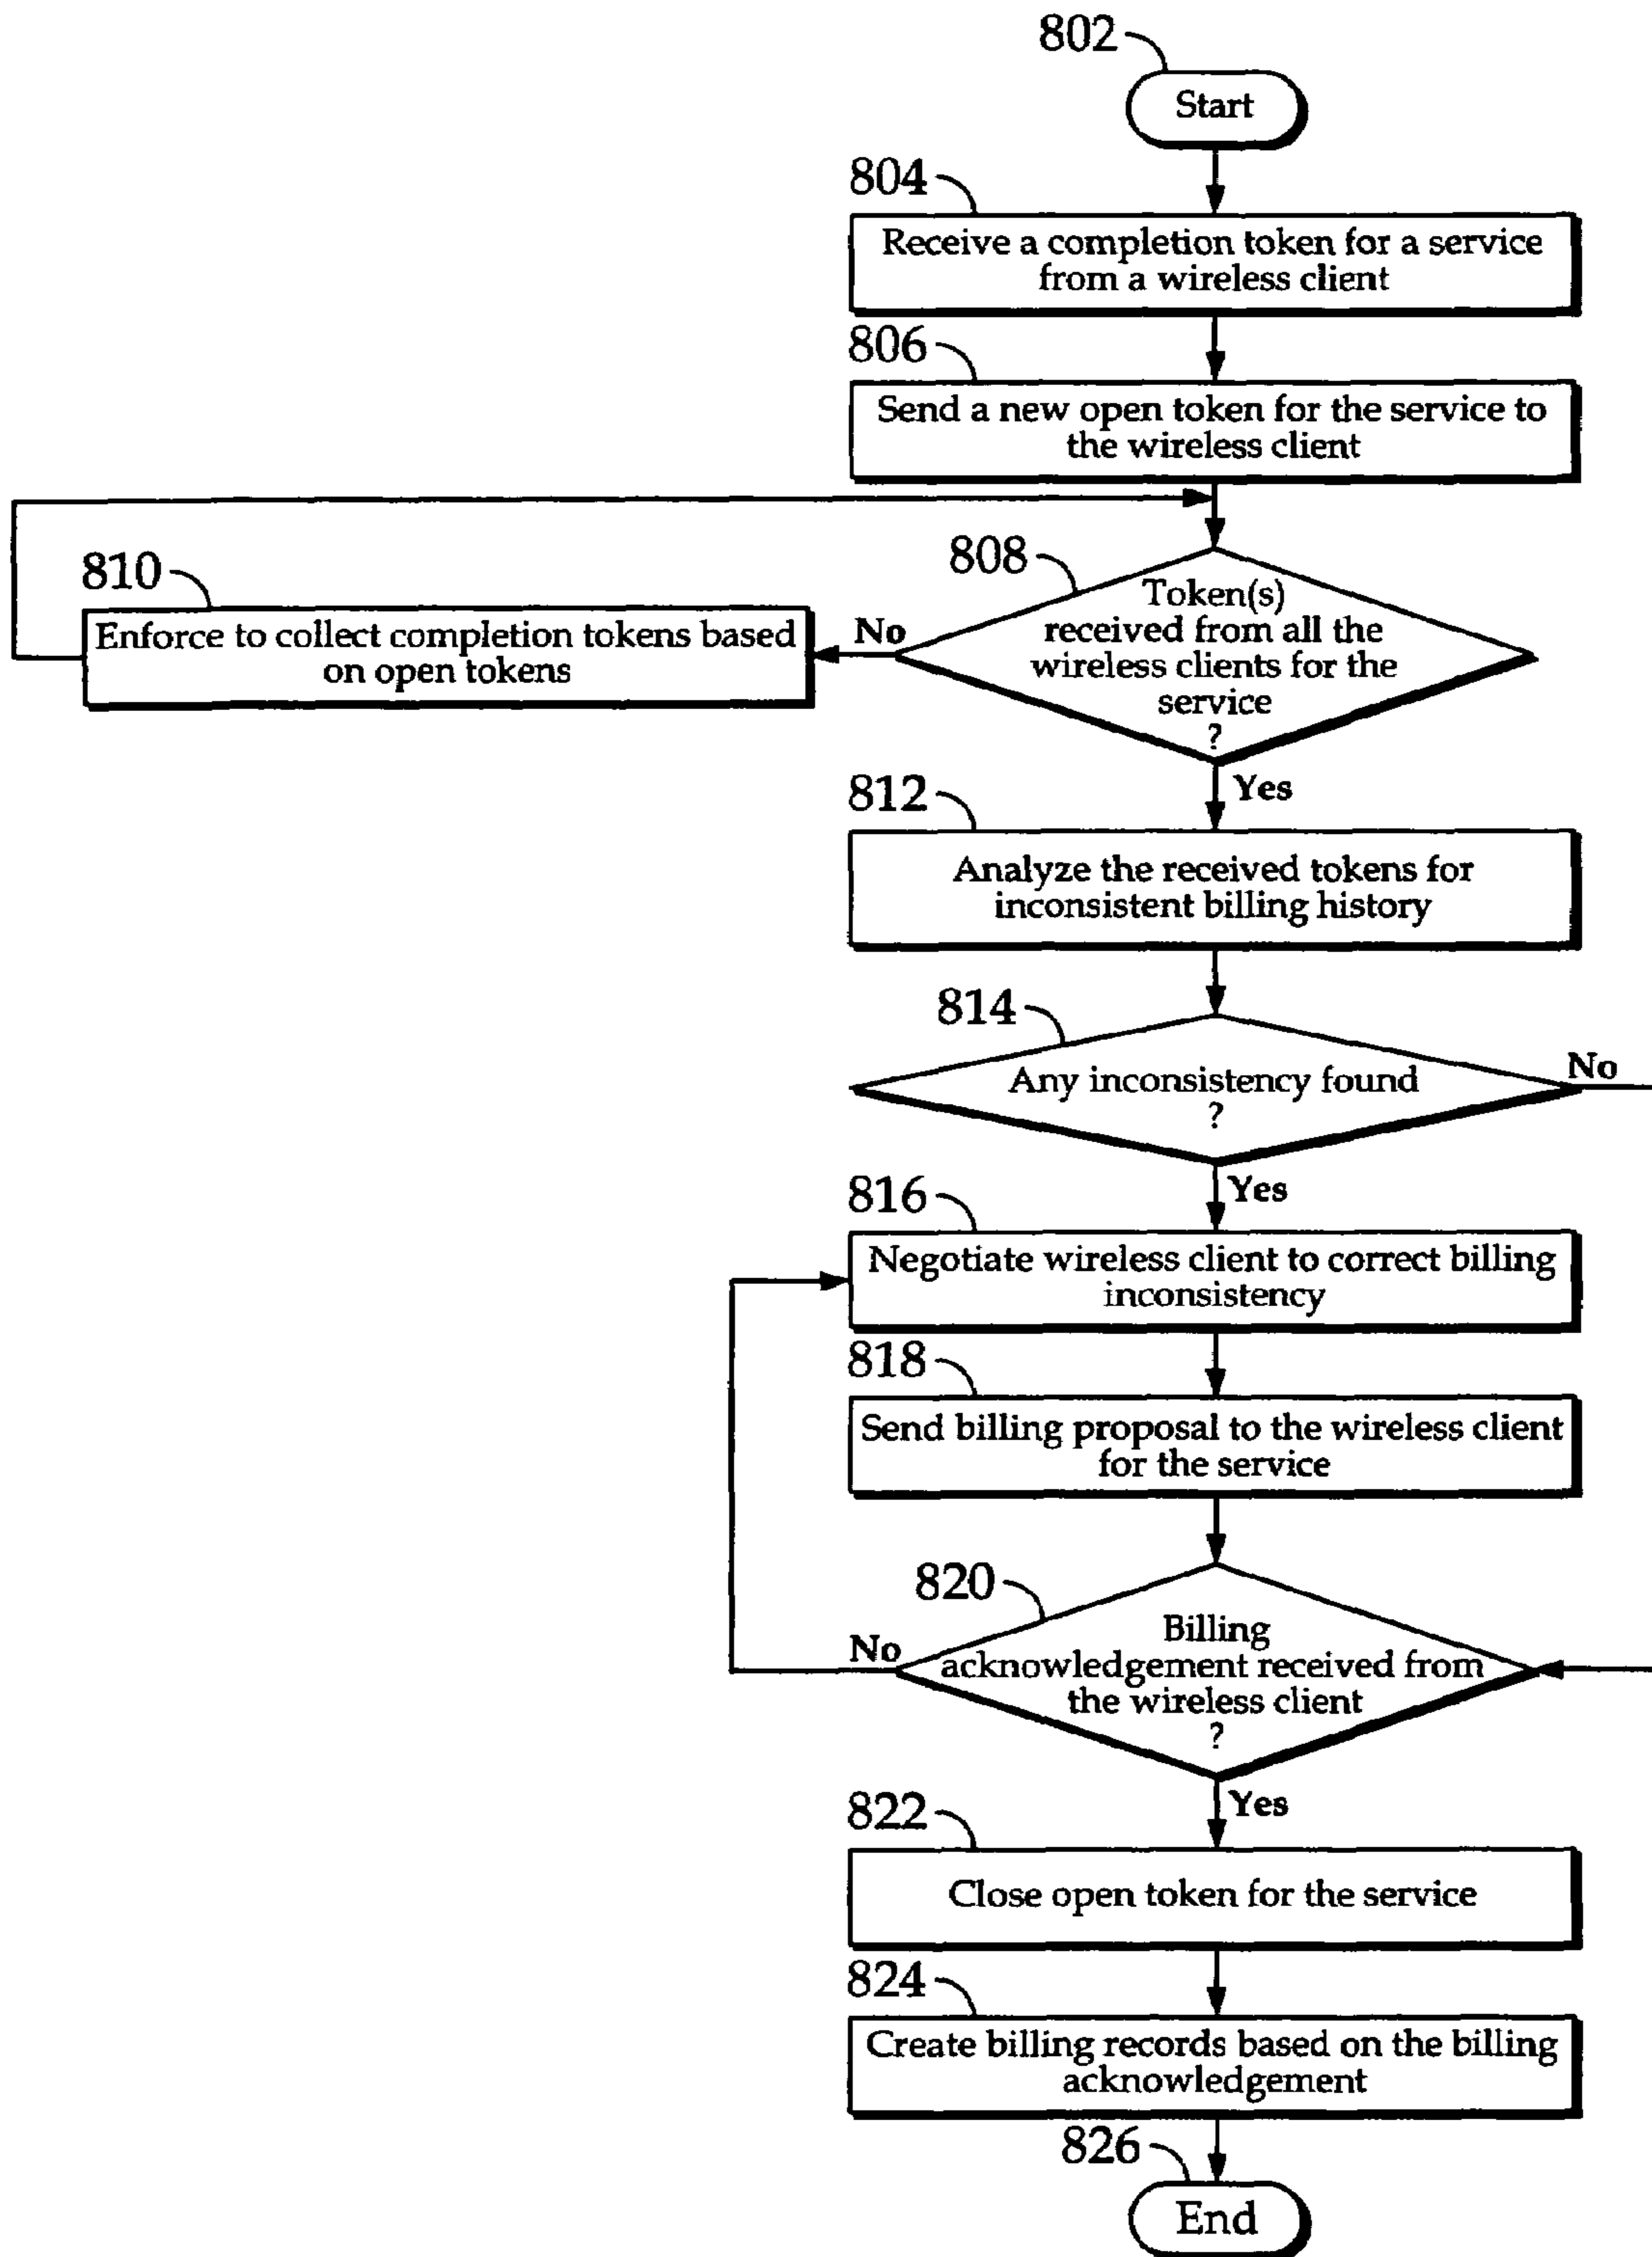 802
Start
804
Receive a completion token for a service
from a wireless client
806
Send a new open token for the service to
the wireless client
808
Token(s)
received from all the
wireless clients for the
service
?
No
810
Enforce to collect completion tokens based
on open tokens
Yes
812
Analyze the received tokens for
inconsistent billing history
814
Any inconsistency found
?
No
Yes
816
Negotiate wireless client to correct billing
inconsistency
818
Send billing proposal to the wireless client
for the service
820
Billing
acknowledgement received from
the wireless client
?
No
Yes
822
Close open token for the service
824
Create billing records based on the billing
acknowledgement
826
End